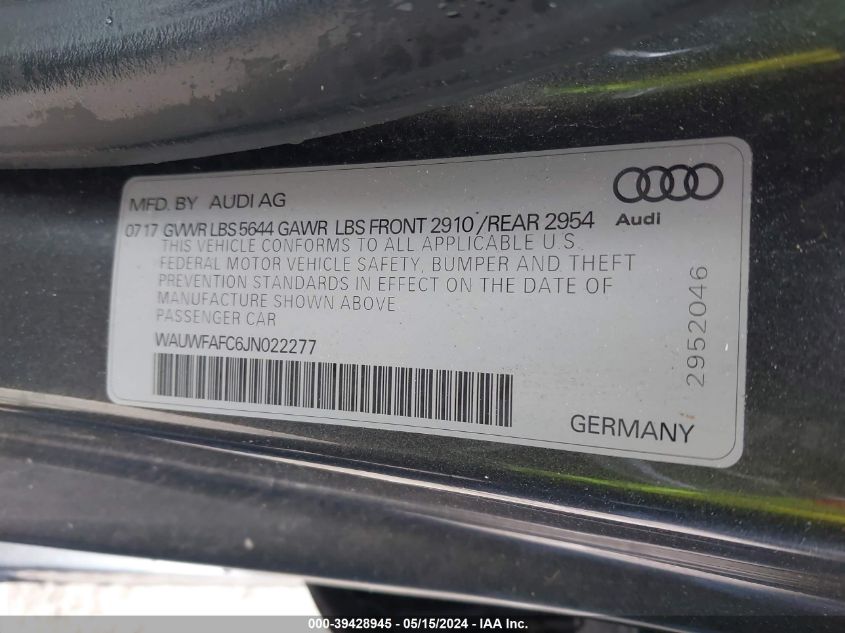 MFD. BY AUDI AG
Audi
0717 GVWR LBS 5644 GAWR LBS FRONT 2910/REAR 2954
THIS VEHICLE CONFORMS TO ALL APPLICABLE U.S.
FEDERAL MOTOR VEHICLE SAFETY, BUMPER AND THEFT
PREVENTION STANDARDS IN EFFECT ON THE DATE OF
MANUFACTURE SHOWN ABOVE
PASSENGER CAR
WAUWFAFC6JN022277
2952046
GERMANY
000-39428945 - 05/15/2024 - IAA Inc.